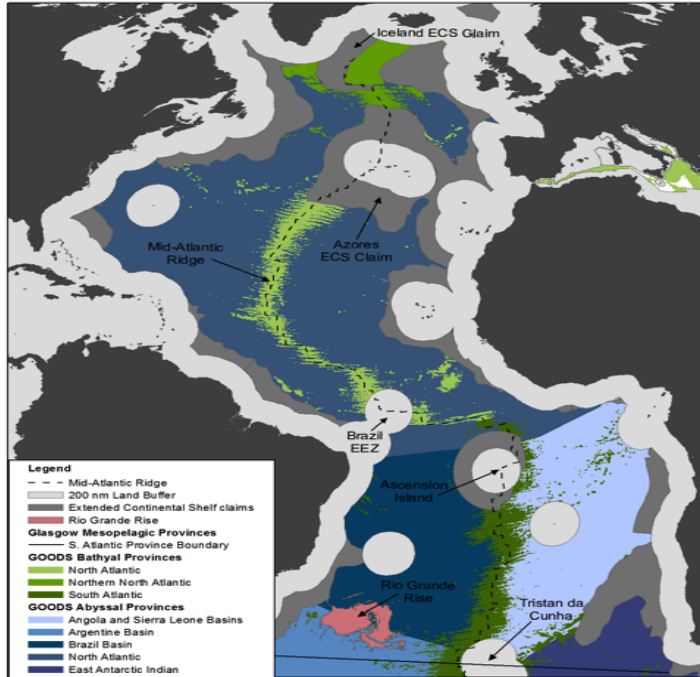 Iceland ECS Claim
Mid-Atlantic
Ridge
Azores
ECS Claim
Brazil
EEZ
Ascension
Island
Rio Grande
Rise
Tristan da
Cunha
Legend
Mid-Atlantic Ridge
200 nm Land Buffer
Extended Continental Shelf claims
Rio Grande Rise
Glasgow Mesopelagic Provinces
S. Atlantic Province Boundary
GOODS Bathyal Provinces
North Atlantic
Northern North Atlantic
South Atlantic
GOODS Abyssal Provinces
Angola and Sierra Leone Basins
Argentine Basin
Brazil Basin
North Atlantic
East Antarctic Indian